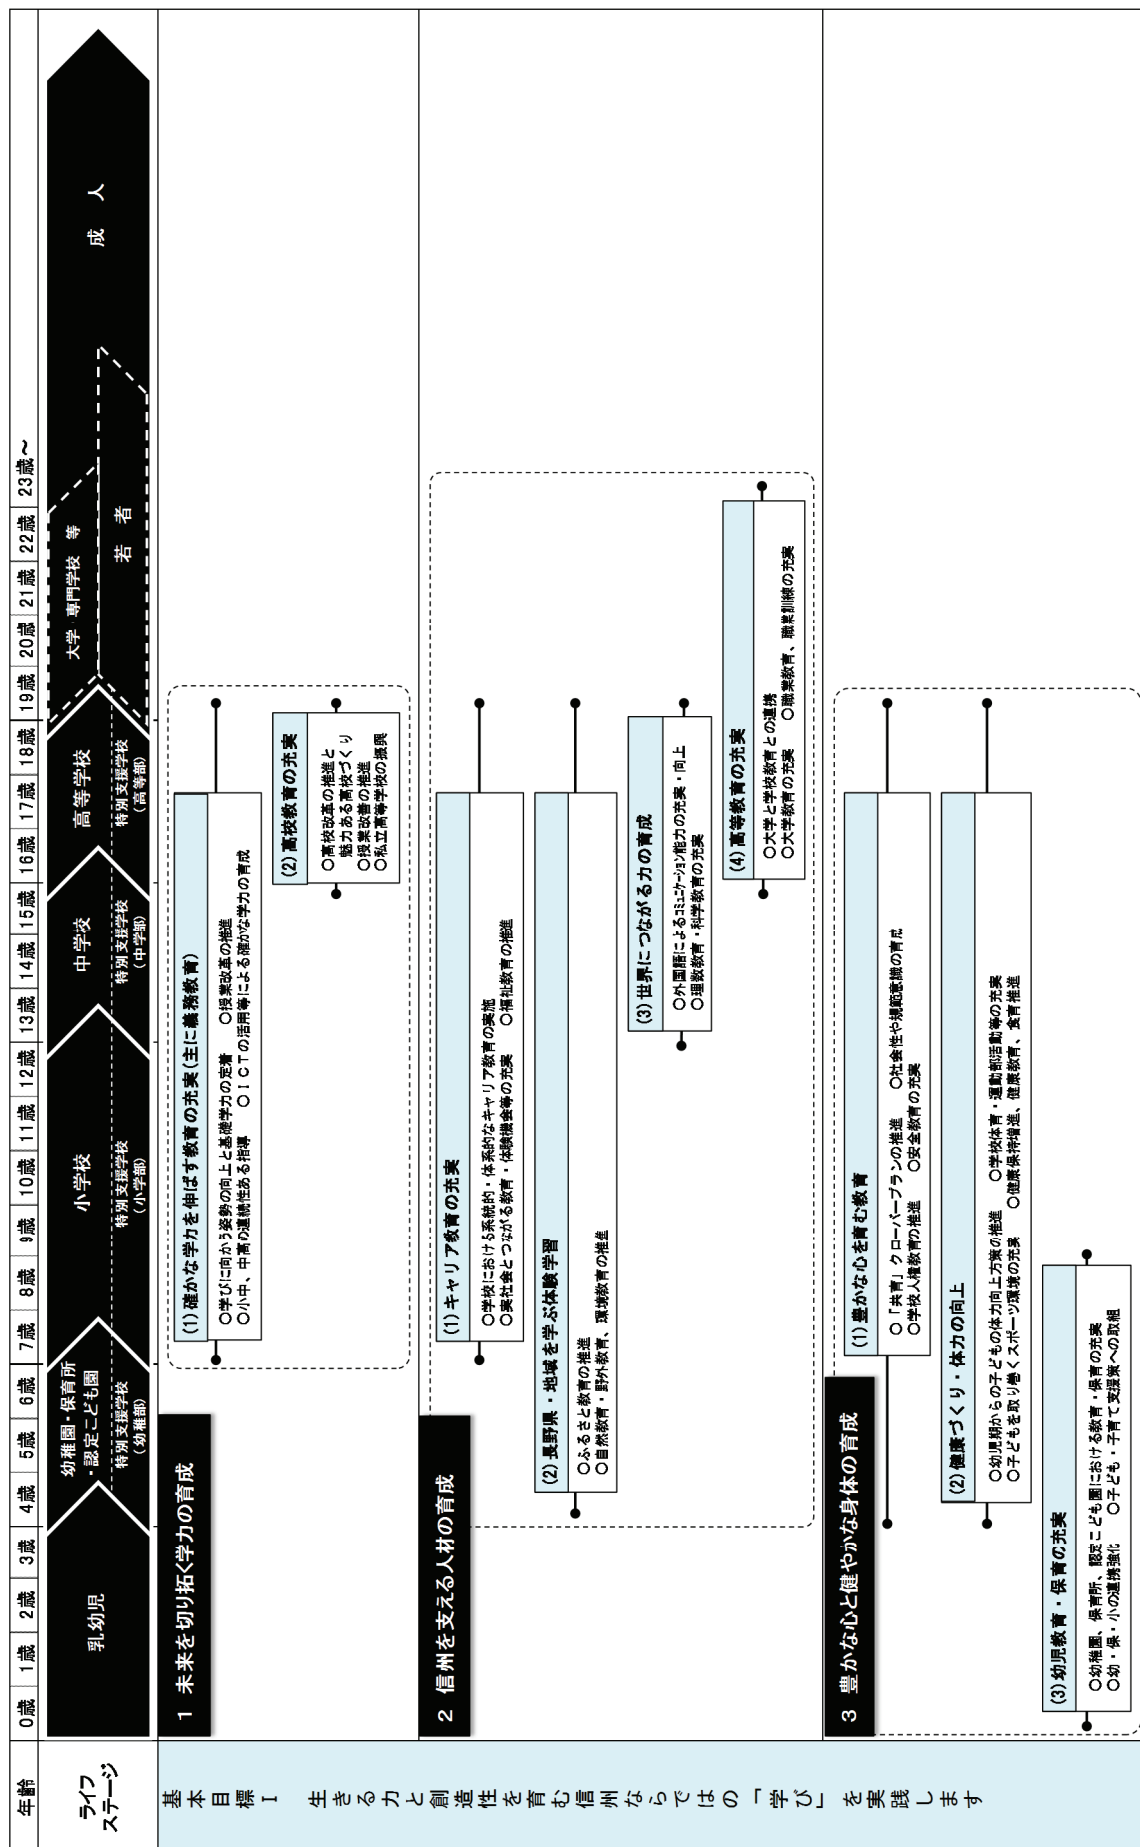 年齢
0歳
1歳
2歳
3歳
4歳
5歳
6歳
7歳
8歳
9歳
10歳
11歳
12歳
13歳
14歳
15歳
16歳
17歳
18歳
19歳
20歳
21歳
22歳
23歳～
ライフ
ステージ
乳幼児
幼稚園・保育所
・認定こども園
特別支援学校
(幼稚部)
小学校
特別支援学校
(小学部)
中学校
特別支援学校
(中学部)
高等学校
特別支援学校
(高等部)
大学・専門学校 等
若 者
成 人
基本目標Ⅰ 生きる力と創造性を育む信州ならではの「学び」を実践します
1 未来を切り拓く学力の育成
(1)確かな学力を伸ばす教育の充実(主に義務教育)
○学びに向かう姿勢の向上と基礎学力の定着 ○授業改革の推進
○小中、中高の連続性ある指導 ○ＩＣＴの活用等による確かな学力の育成
(2)高校教育の充実
○高校改革の推進と
魅力ある高校づくり
○授業改善の推進
○私立高等学校の振興
2 信州を支える人材の育成
(1)キャリア教育の充実
○学校における系統的・体系的なキャリア教育の実施
○実社会とつながる教育・体験機会等の充実 ○福祉教育の推進
(2)長野県・地域を学ぶ体験学習
○ふるさと教育の推進
○自然教育・野外教育、環境教育の推進
(3)世界につながる力の育成
○外国語によるコミュニケーション能力の充実・向上
○理数教育・科学教育の充実
(4)高等教育の充実
○大学と学校教育との連携
○大学教育の充実 ○職業教育、職業訓練の充実
3 豊かな心と健やかな身体の育成
(1)豊かな心を育む教育
○「共育」クローバープランの推進 ○社会性や規範意識の育成
○学校人権教育の推進 ○安全教育の充実
(2)健康づくり・体力の向上
○幼児期からの子どもの体力向上方策の推進 ○学校体育・運動部活動等の充実
○子どもを取り巻くスポーツ環境の充実 ○健康保持増進、健康教育、食育推進
(3)幼児教育・保育の充実
○幼稚園、保育所、認定こども園における教育・保育の充実
○幼・保・小の連携強化 ○子ども・子育て支援策への取組